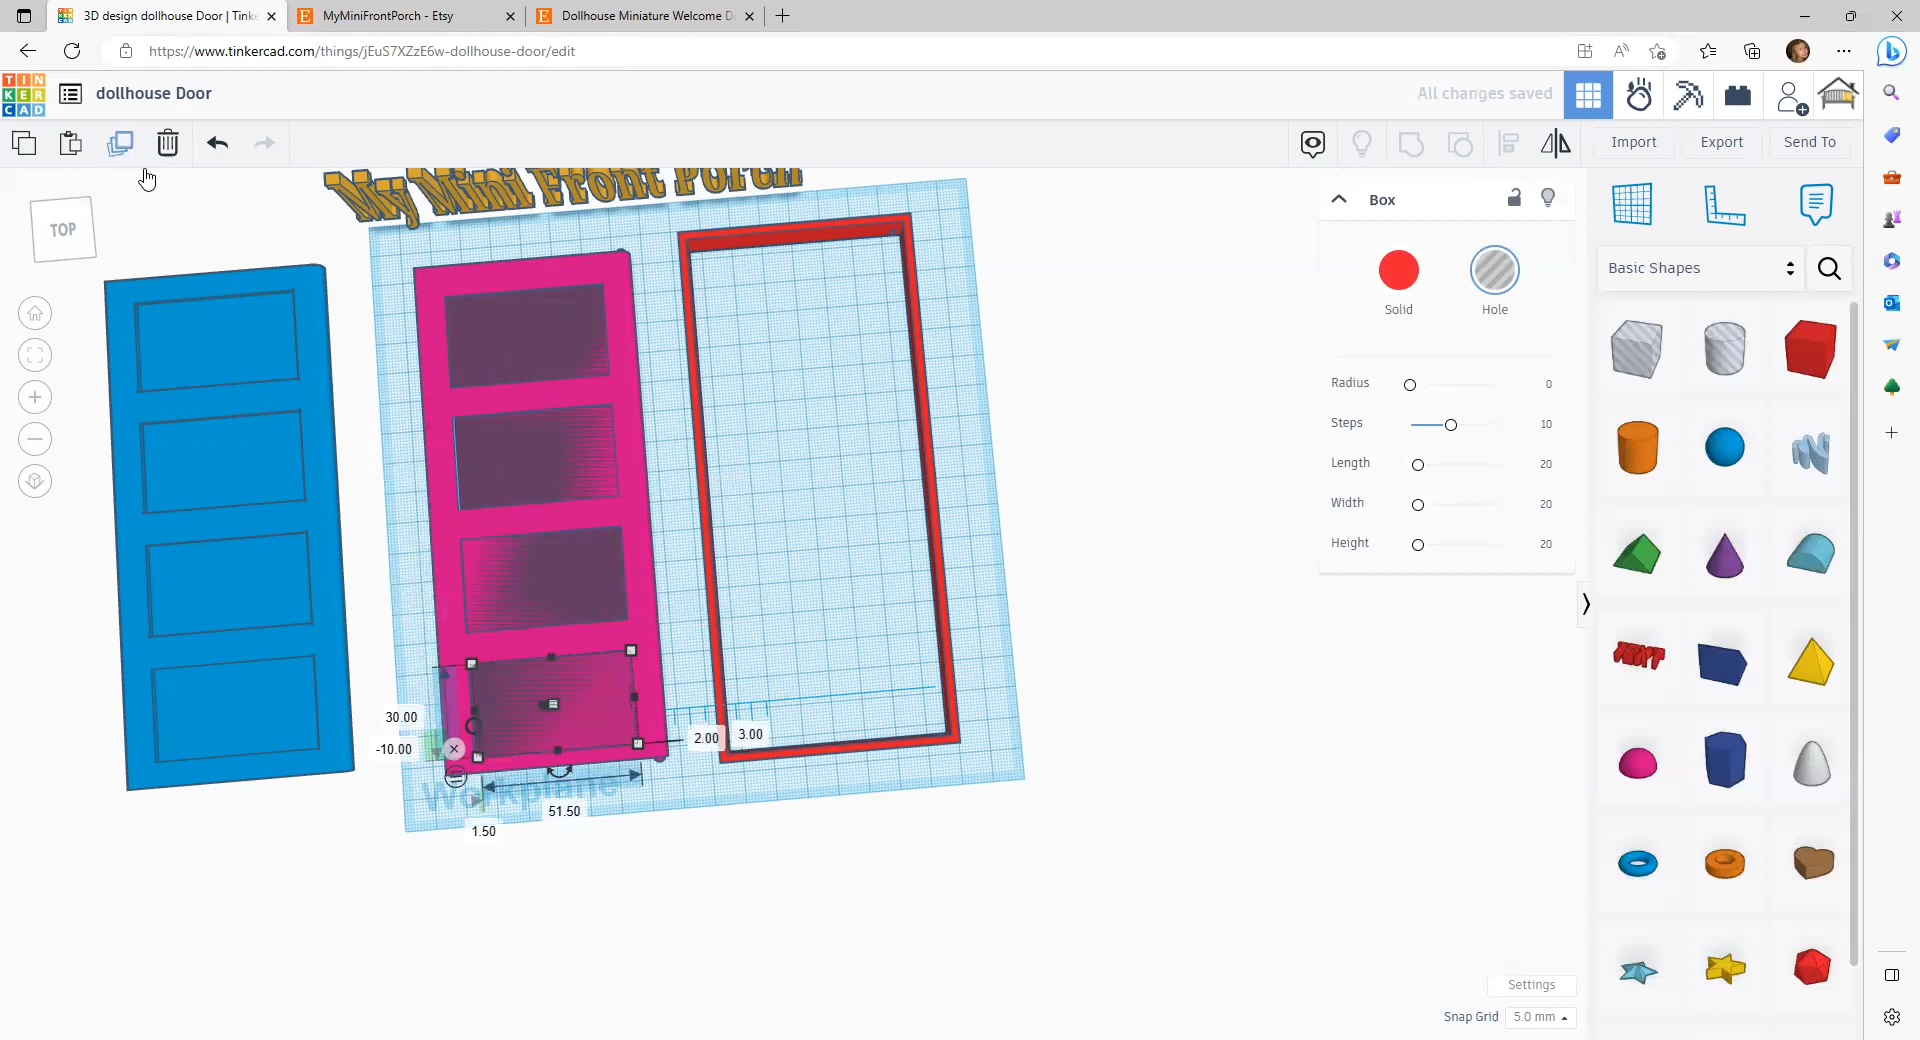 3D design dollhouse Door | Tinke
MyMiniFrontPorch - Etsy
Dollhouse Miniature Welcome D
https://www.tinkercad.com/things/jEuS7XZzE6w-dollhouse-door/edit
TIN
KER
CAD
dollhouse Door
All changes saved
Import
Export
Send To
My Mini Front Porch
TOP
Box
Solid
Hole
Radius 0
Steps 10
Length 20
Width 20
Height 20
Basic Shapes
TEXT
30.00
-10.00
2.00
3.00
Workplane
51.50
1.50
Settings
Snap Grid 5.0 mm